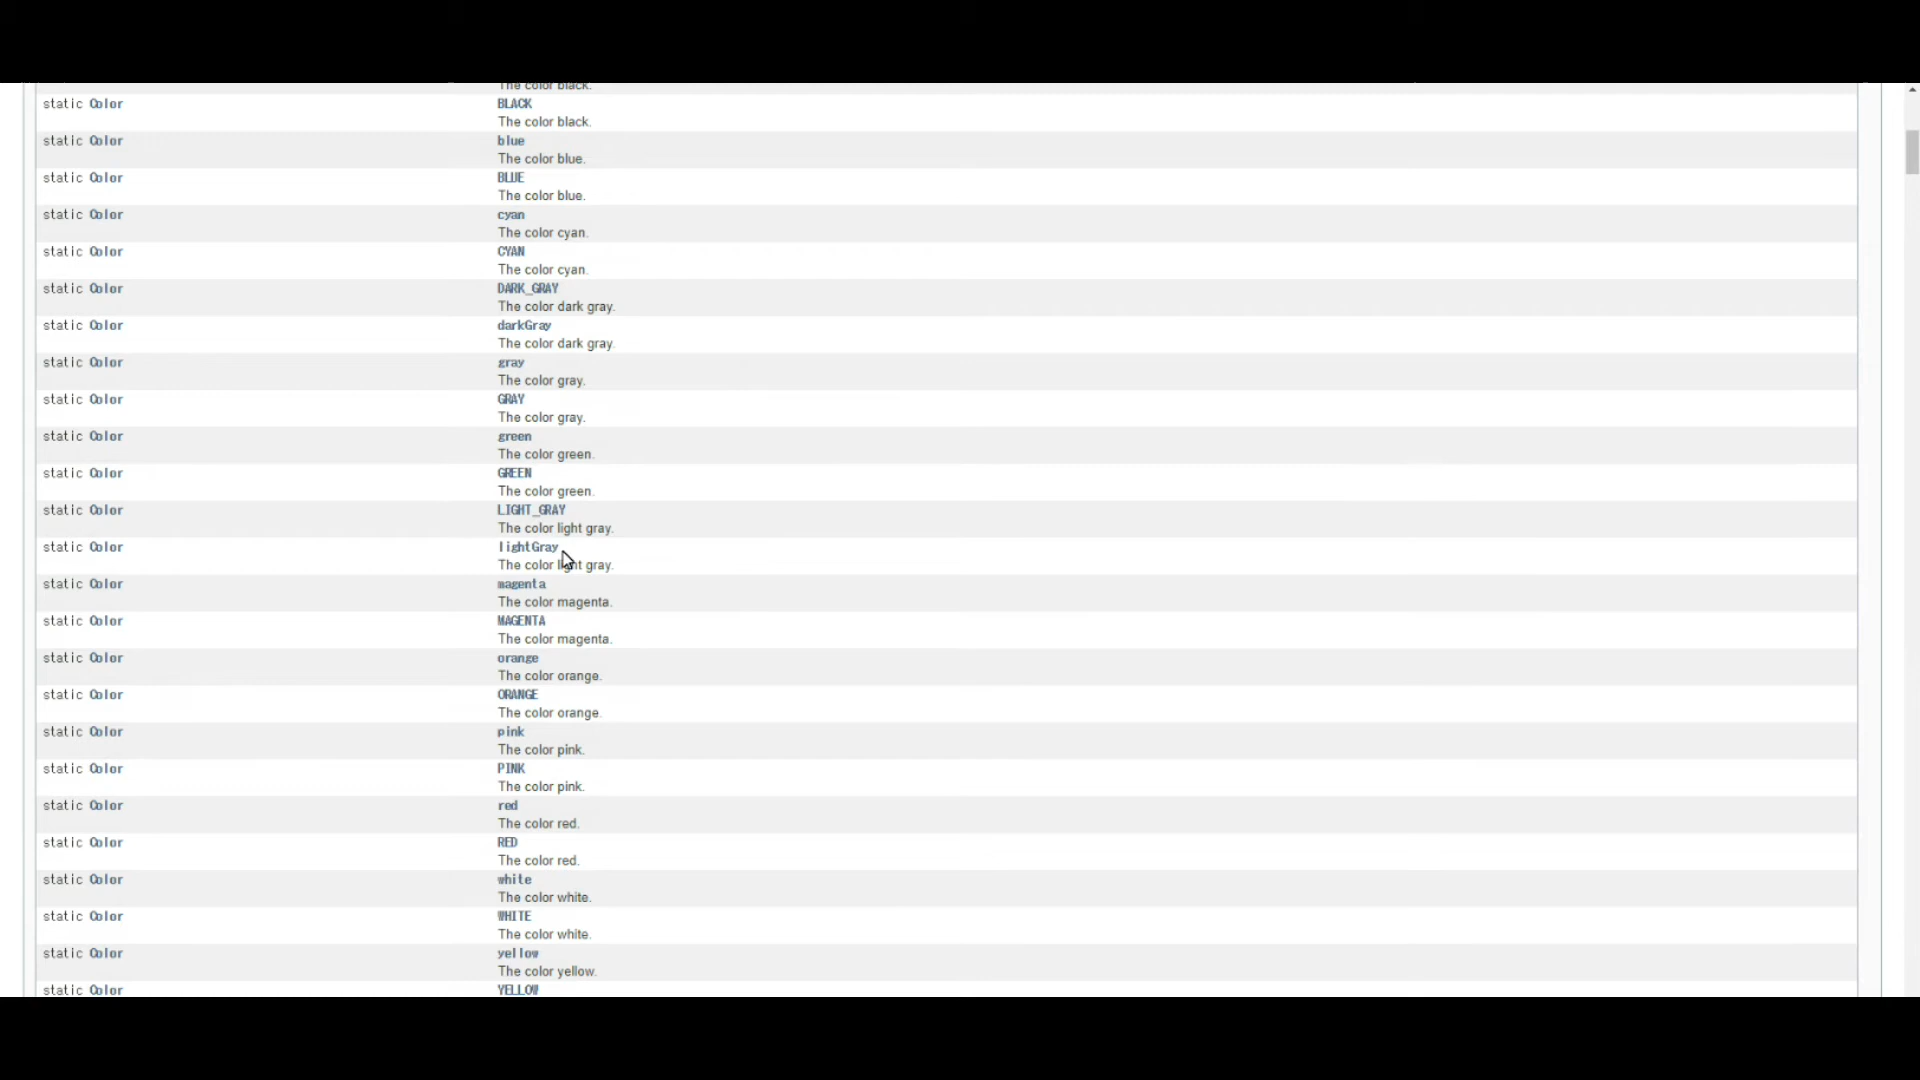 The color black.
static Color BLACK
The color black.
static Color blue
The color blue.
static Color BLUE
The color blue.
static Color cyan
The color cyan.
static Color CYAN
The color cyan.
static Color DARK_GRAY
The color dark gray.
static Color darkGray
The color dark gray.
static Color gray
The color gray.
static Color GRAY
The color gray.
static Color green
The color green.
static Color GREEN
The color green.
static Color LIGHT_GRAY
The color light gray.
static Color lightGray
The color light gray.
static Color magenta
The color magenta.
static Color MAGENTA
The color magenta.
static Color orange
The color orange.
static Color ORANGE
The color orange.
static Color pink
The color pink.
static Color PINK
The color pink.
static Color red
The color red.
static Color RED
The color red.
static Color white
The color white.
static Color WHITE
The color white.
static Color yellow
The color yellow.
static Color YELLOW